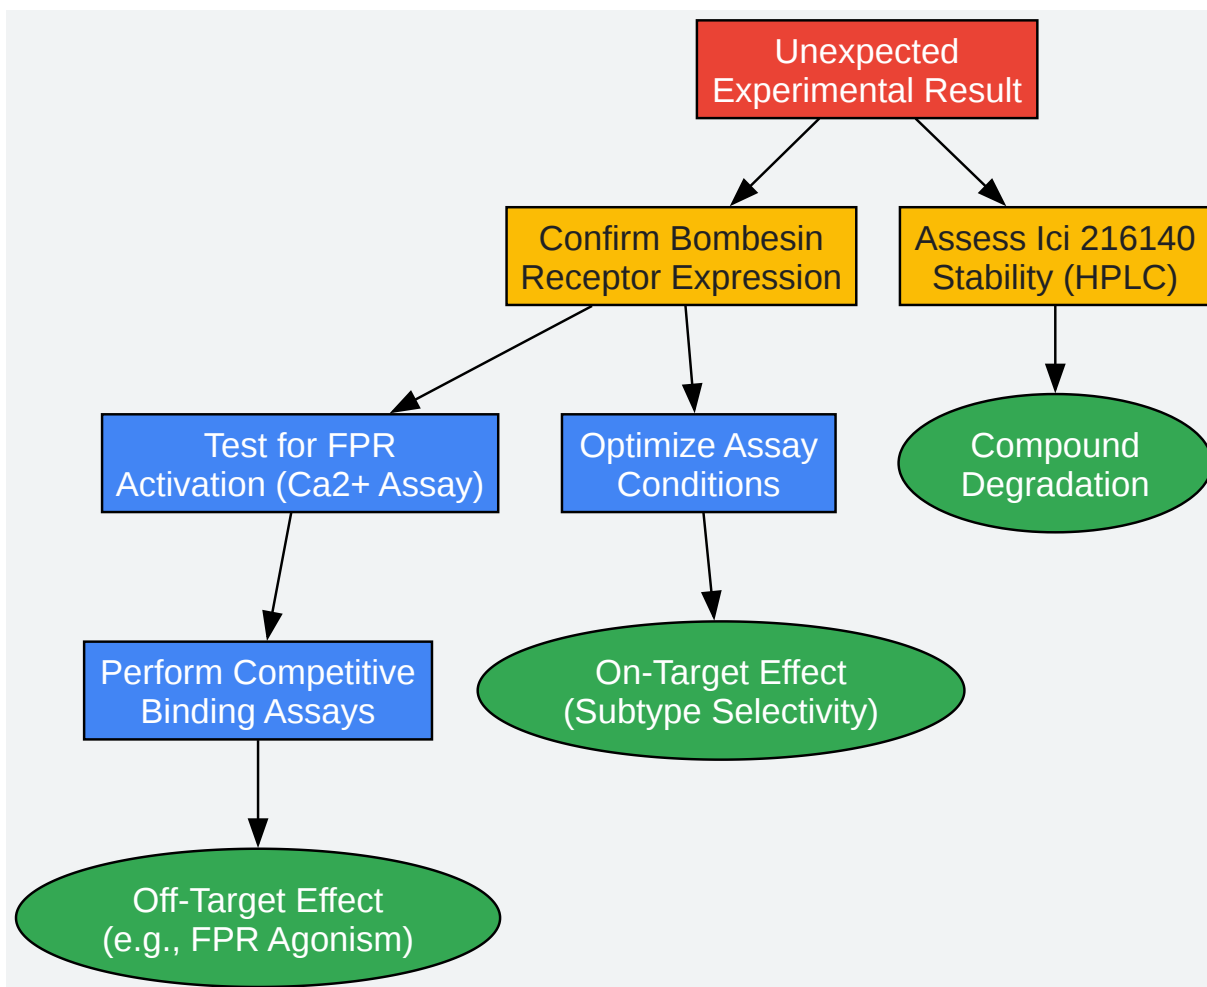 Unexpected
Experimental Result
Confirm Bombesin
Receptor Expression
Assess Ici 216140
Stability (HPLC)
Test for FPR
Activation (Ca2+ Assay)
Optimize Assay
Conditions
Compound
Degradation
Perform Competitive
Binding Assays
On-Target Effect
(Subtype Selectivity)
Off-Target Effect
(e.g., FPR Agonism)